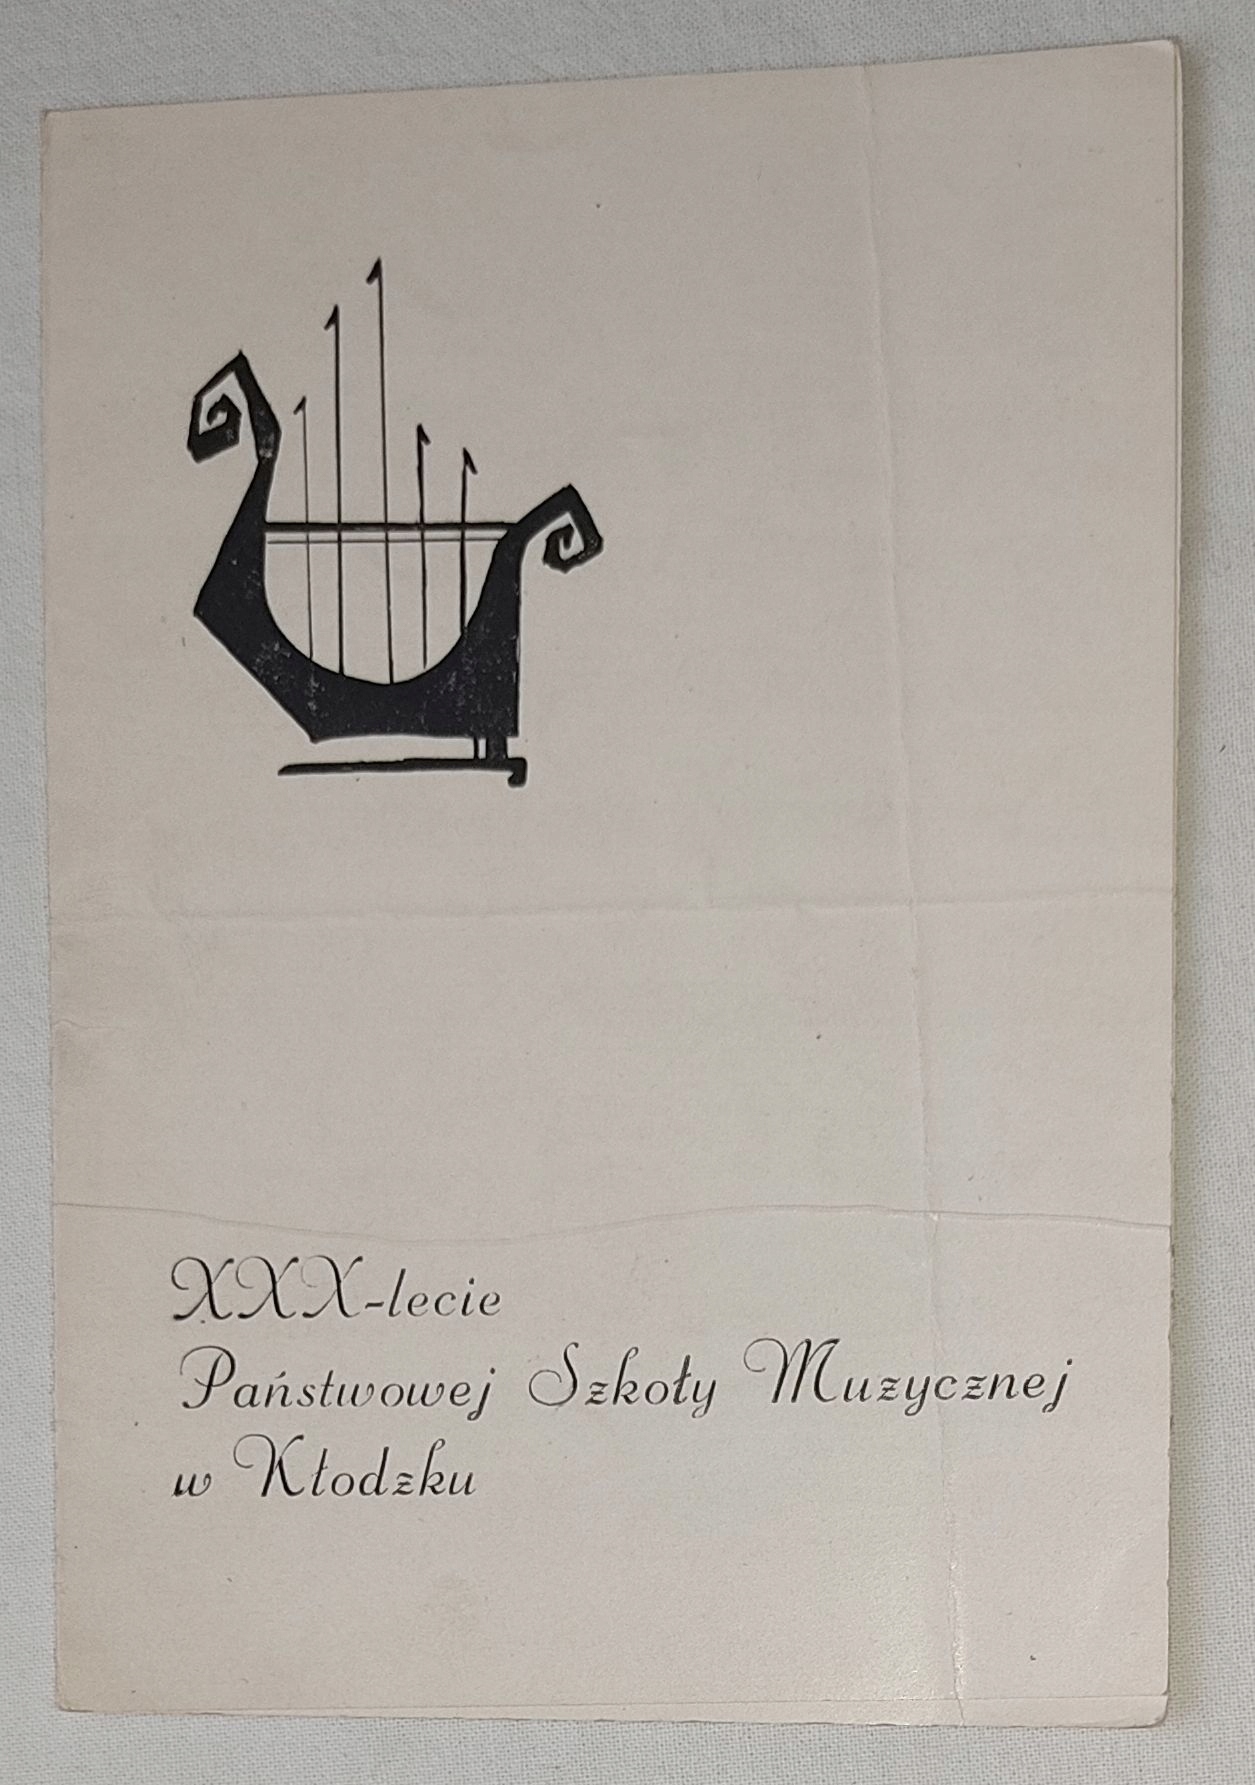 XXX-lecie
Państwowej Szkoły Muzycznej
w Kłodzku